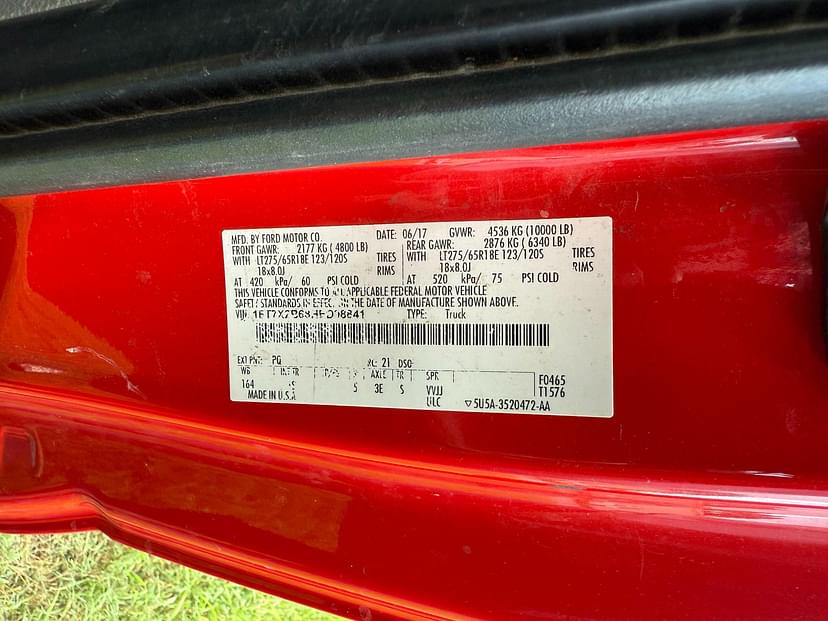 MFD. BY FORD MOTOR CO. DATE: 06/17 GVWR: 4536 KG (10000 LB)
FRONT GAWR: 2177 KG ( 4800 LB) REAR GAWR: 2876 KG ( 6340 LB)
WITH LT275/65R18E 123/120S TIRES WITH LT275/65R18E 123/120S TIRES
18x8.0J RIMS 18x8.0J RIMS
AT 420 kPa/ 60 PSI COLD AT 520 kPa/ 75 PSI COLD
THIS VEHICLE CONFORMS TO ALL APPLICABLE FEDERAL MOTOR VEHICLE
SAFETY STANDARDS IN EFFECT ON THE DATE OF MANUFACTURE SHOWN ABOVE.
VIN: TYPE: Truck
EXT PNT: PQ RC: 21 DSO:
WB AXLE TR SPR
164 5 3E S VVJJ F0465
MADE IN U.S.A ULC T1576
▽5U5A-3520472-AA